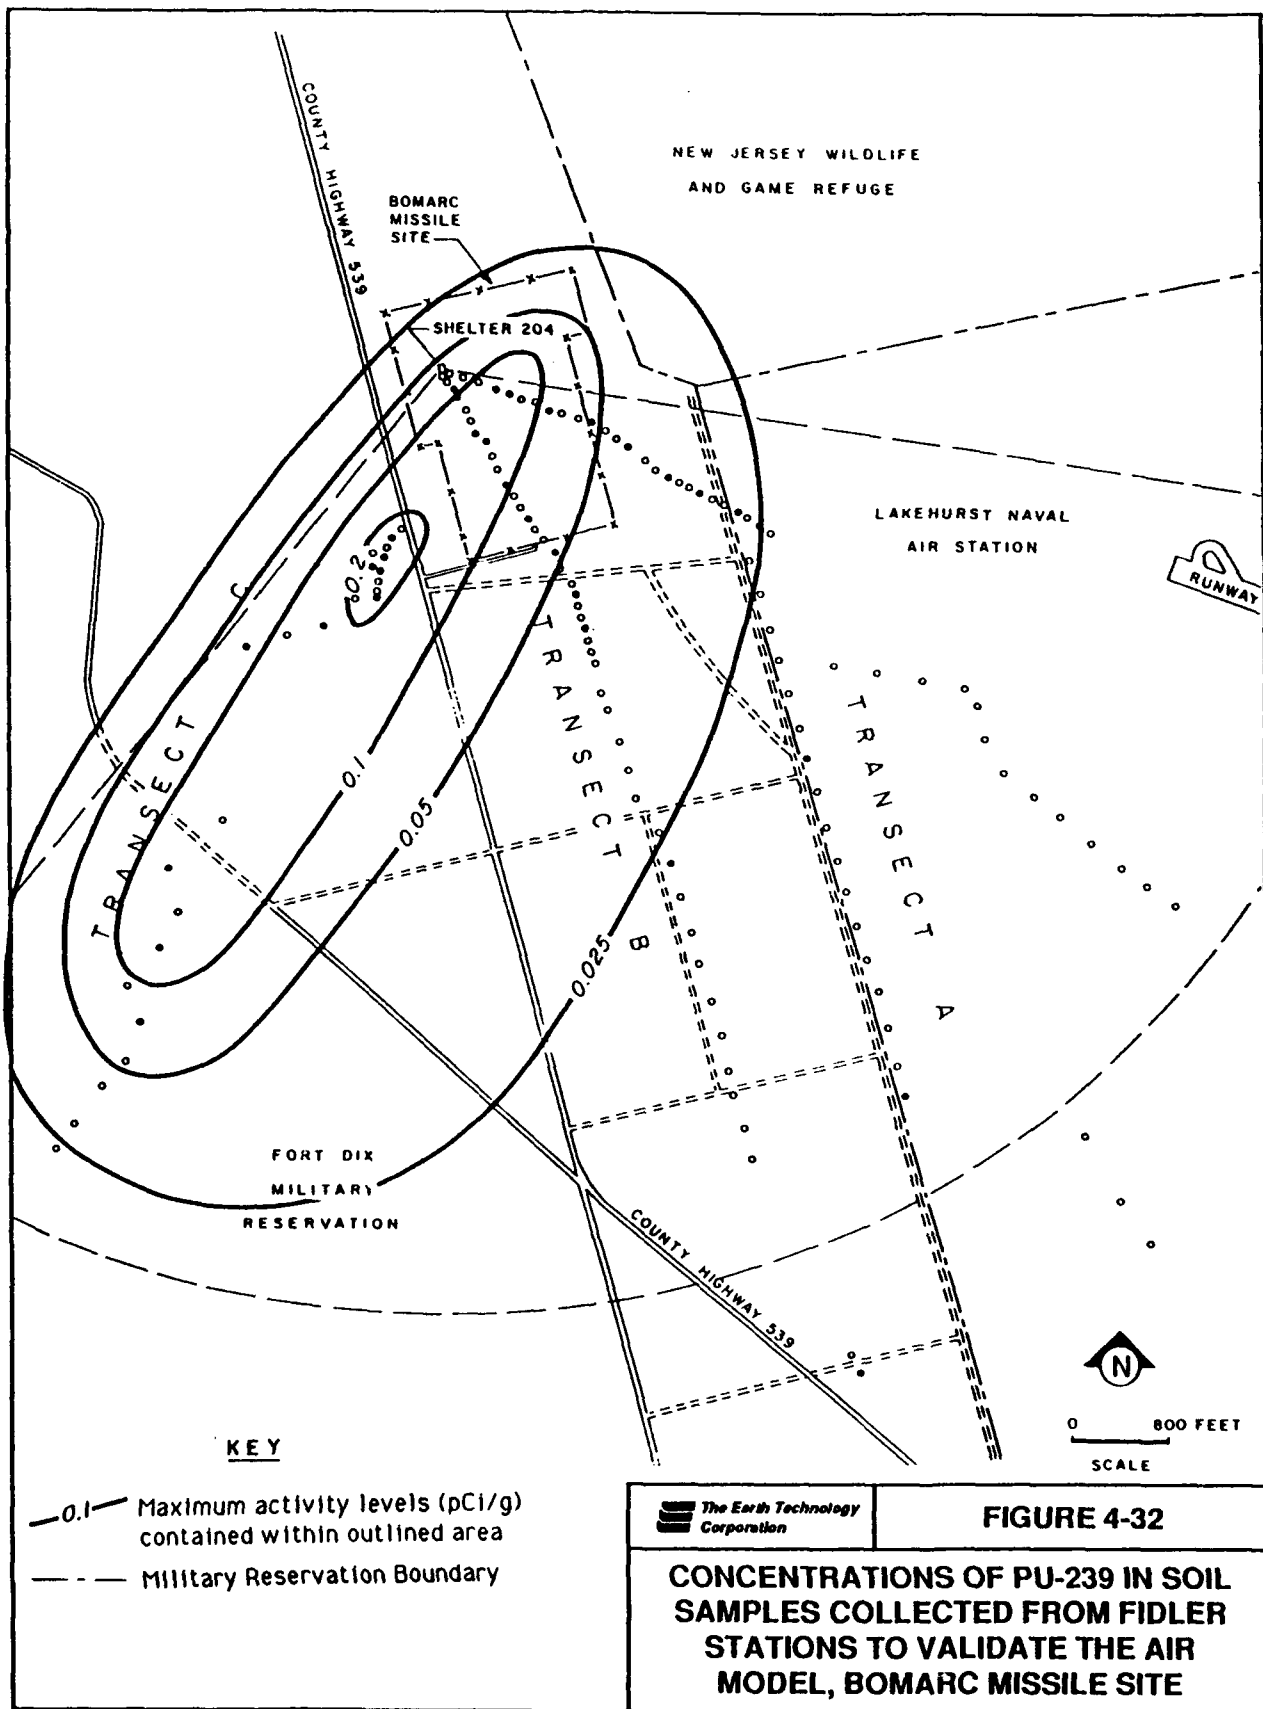 COUNTY HIGHWAY 539
NEW JERSEY WILDLIFE
AND GAME REFUGE
BOMARC
MISSILE
SITE
SHELTER 204
LAKEHURST NAVAL
AIR STATION
RUNWAY
0.2
TRANSECT C
TRANSECT B
TRANSECT A
0.1
0.05
0.025
FORT DIX
MILITARY
RESERVATION
COUNTY HIGHWAY 539
N
0 800 FEET
SCALE
KEY
0.1 Maximum activity levels (pCi/g)
contained within outlined area
Military Reservation Boundary
The Earth Technology
Corporation
FIGURE 4-32
CONCENTRATIONS OF PU-239 IN SOIL
SAMPLES COLLECTED FROM FIDLER
STATIONS TO VALIDATE THE AIR
MODEL, BOMARC MISSILE SITE